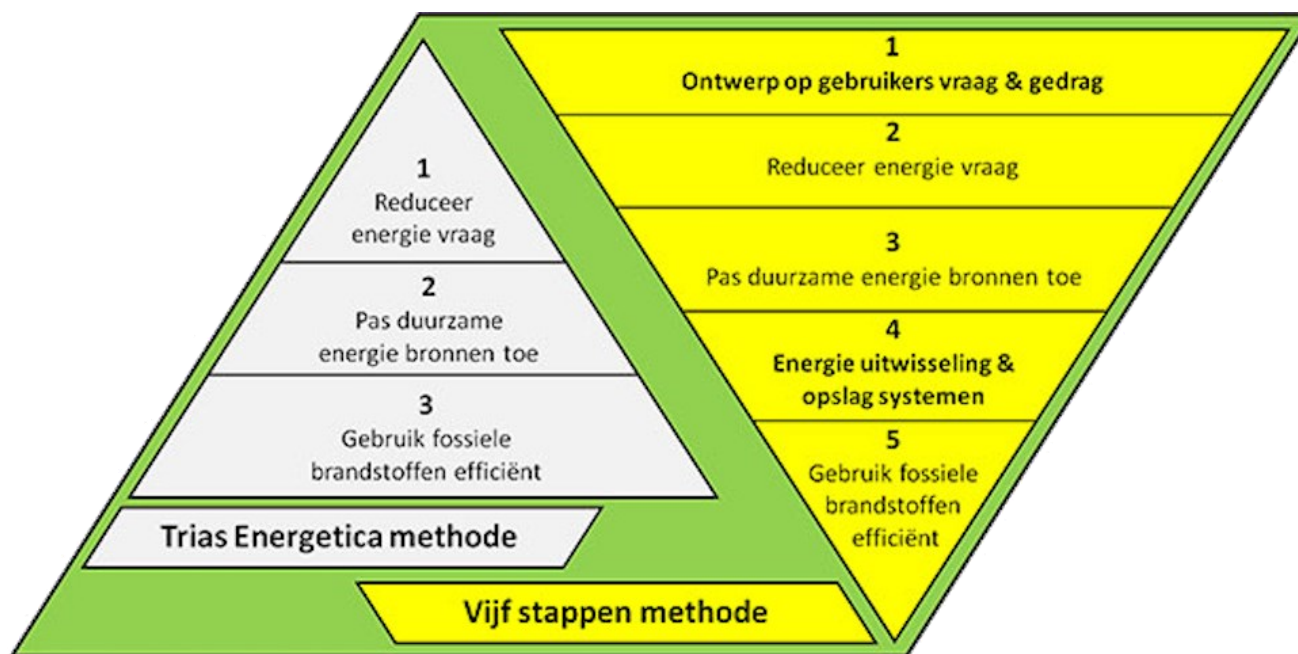 1
Reduceer
energie vraag
2
Pas duurzame
energie bronnen toe
3
Gebruik fossiele
brandstoffen efficiënt
Trias Energetica methode
1
Ontwerp op gebruikers vraag & gedrag
2
Reduceer energie vraag
3
Pas duurzame energie bronnen toe
4
Energie uitwisseling &
opslag systemen
5
Gebruik fossiele
brandstoffen
efficiënt
Vijf stappen methode